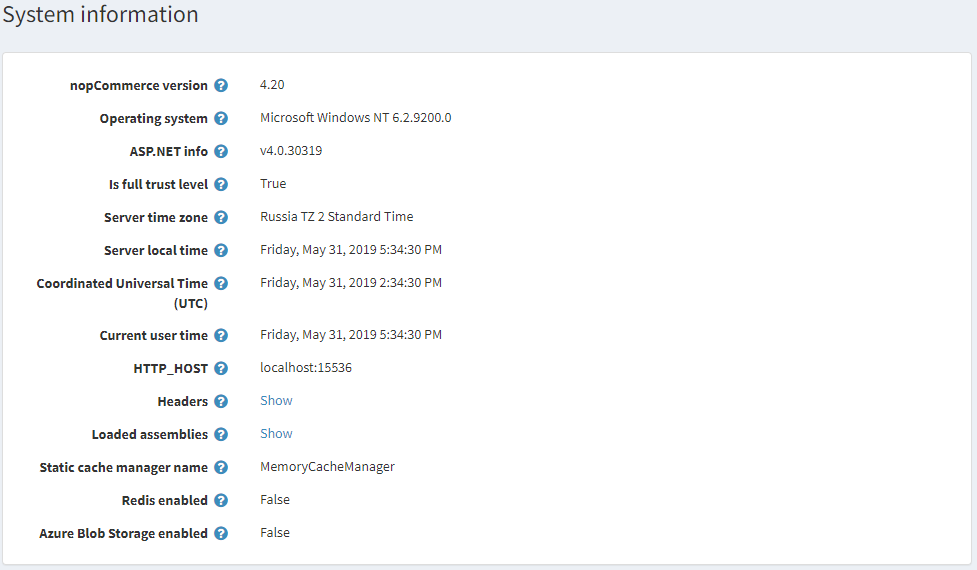 System information
nopCommerce version ? 4.20
Operating system ? Microsoft Windows NT 6.2.9200.0
ASP.NET info ? v4.0.30319
Is full trust level ? True
Server time zone ? Russia TZ 2 Standard Time
Server local time ? Friday, May 31, 2019 5:34:30 PM
Coordinated Universal Time ? Friday, May 31, 2019 2:34:30 PM
(UTC)
Current user time ? Friday, May 31, 2019 5:34:30 PM
HTTP_HOST ? localhost:15536
Headers ? Show
Loaded assemblies ? Show
Static cache manager name ? MemoryCacheManager
Redis enabled ? False
Azure Blob Storage enabled ? False